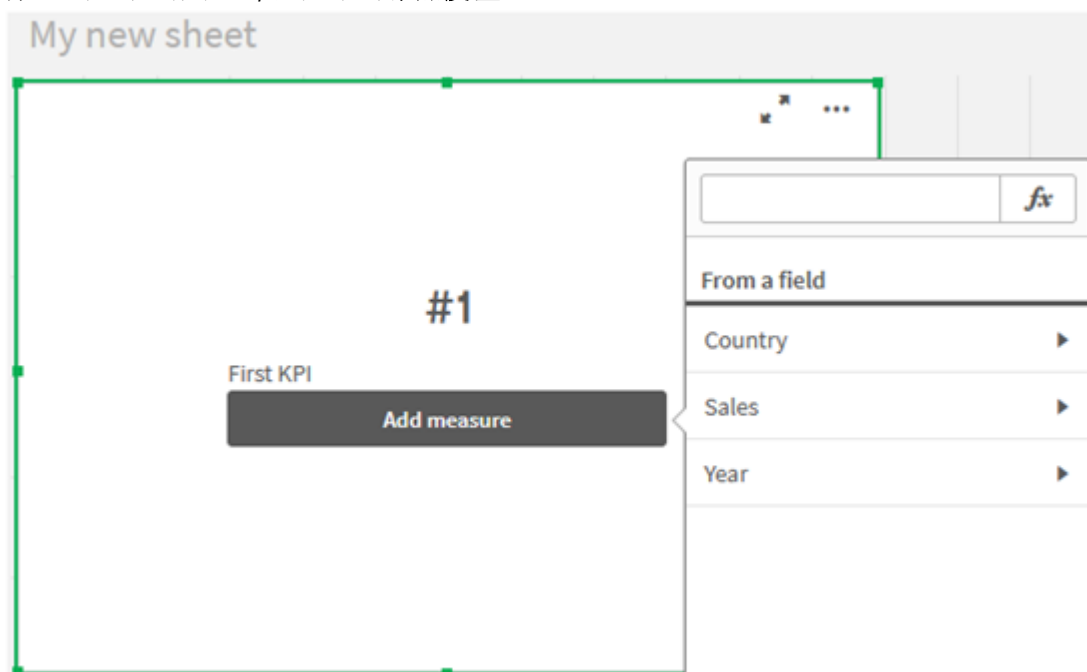 My new sheet
fx
From a field
#1
Country
First KPI
Sales
Add measure
Year